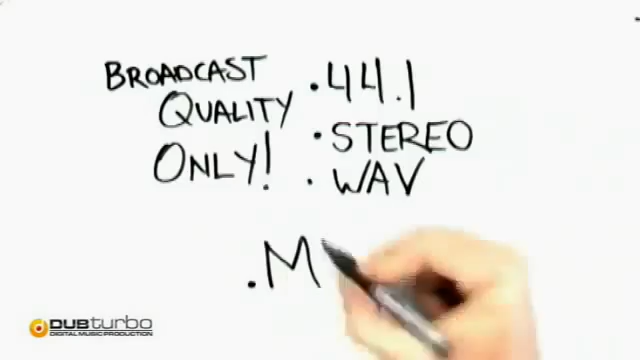 BROADCAST
QUALITY
ONLY!
.44.1
.STEREO
.WAV
.M
DUBturbo
DIGITAL MUSIC PRODUCTION